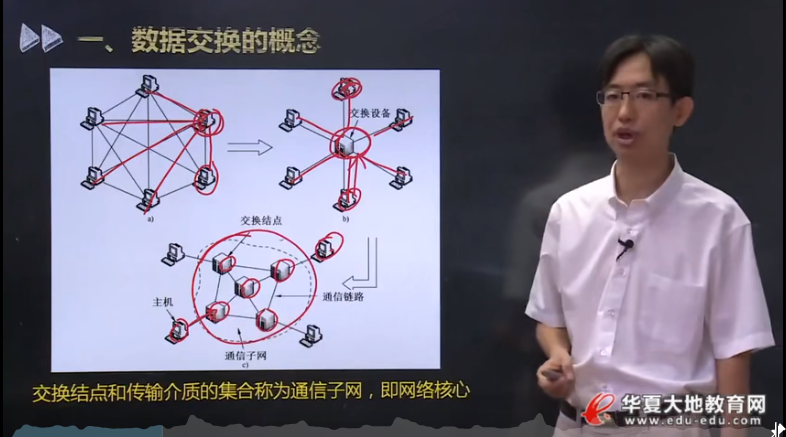 一、数据交换的概念
交换设备
a)
b)
交换结点
主机
通信链路
通信子网
c)
交换结点和传输介质的集合称为通信子网，即网络核心
华夏大地教育网
www.edu-edu.com